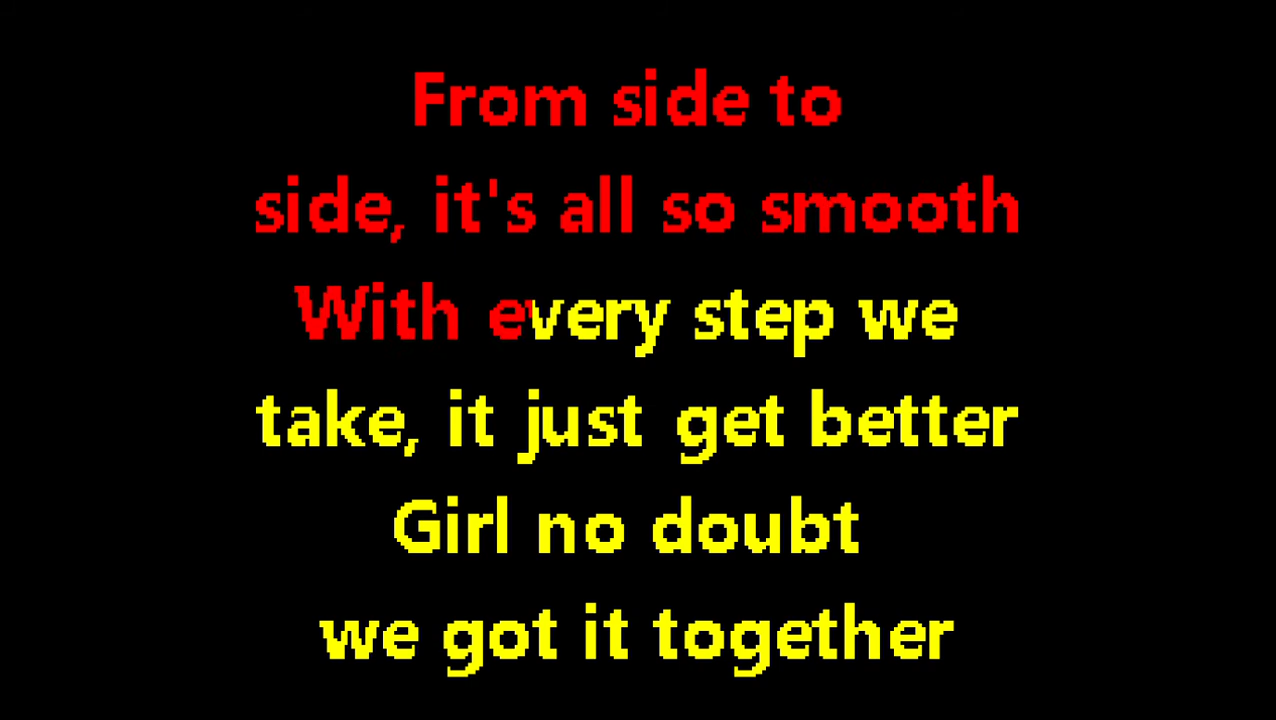 From side to
side, it's all so smooth
With every step we
take, it just get better
Girl no doubt
we got it together